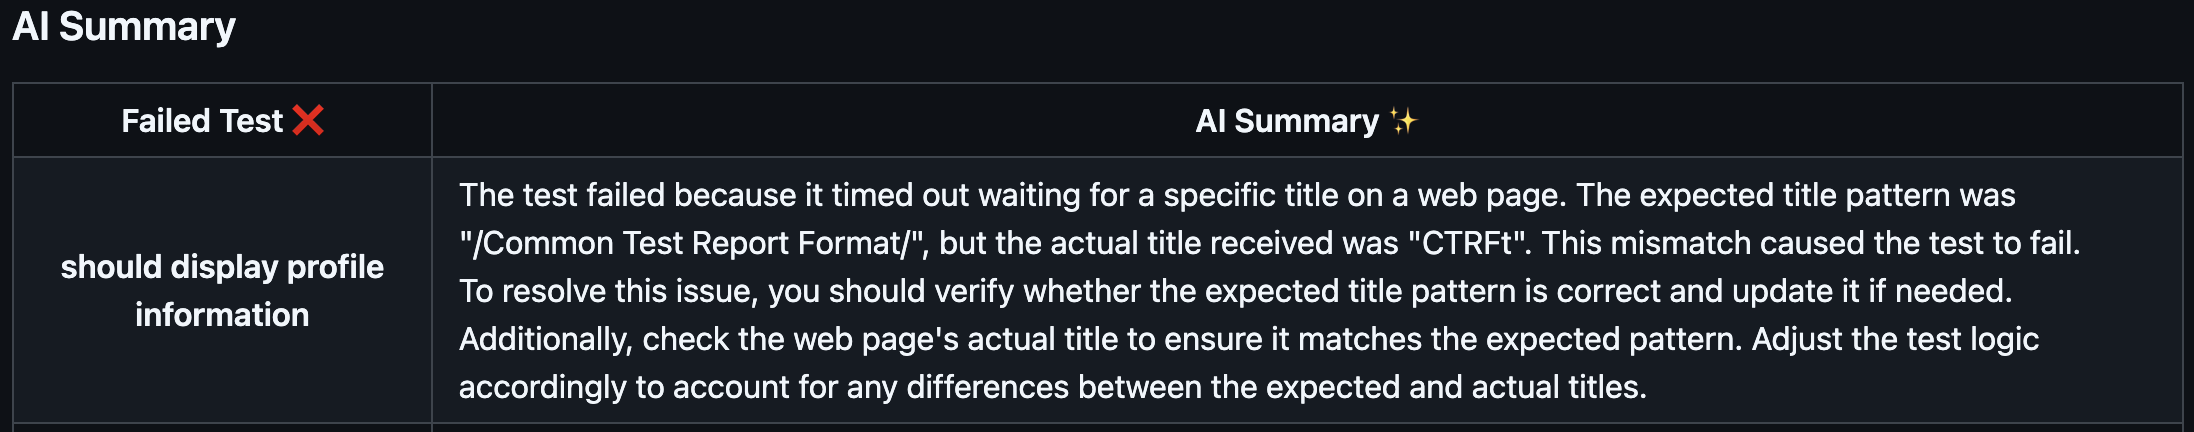 AI Summary
Failed Test ❌
AI Summary ✨
should display profile
information
The test failed because it timed out waiting for a specific title on a web page. The expected title pattern was
"/Common Test Report Format/", but the actual title received was "CTRFt". This mismatch caused the test to fail.
To resolve this issue, you should verify whether the expected title pattern is correct and update it if needed.
Additionally, check the web page's actual title to ensure it matches the expected pattern. Adjust the test logic
accordingly to account for any differences between the expected and actual titles.